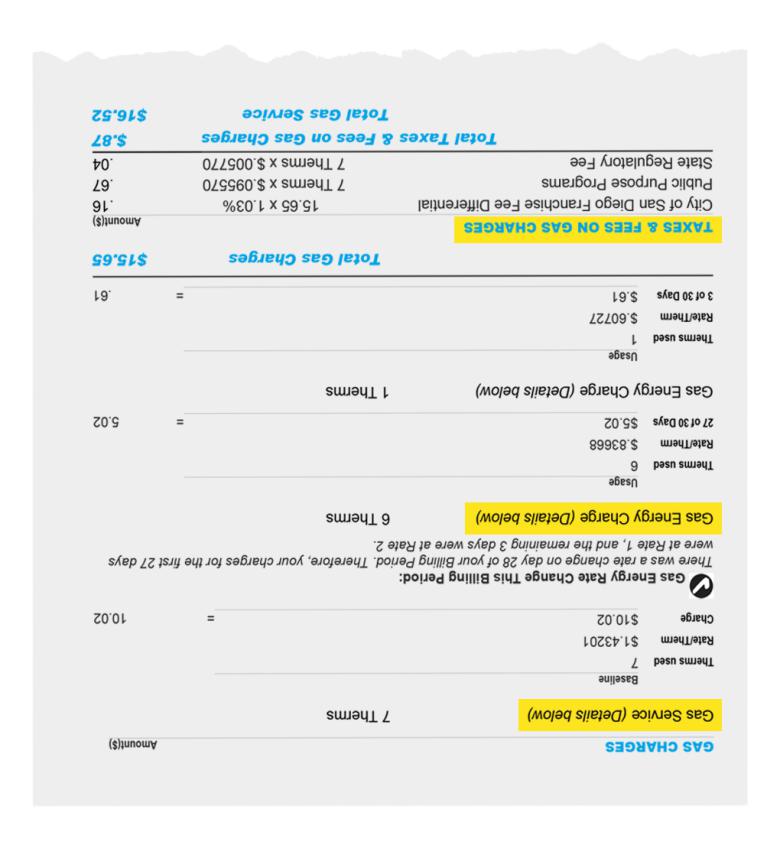 GAS CHARGES
Amount($)
Gas Service (Details below) 7 Therms
Baseline
Therms used 7
Rate/Therm $1.43201
Charge $10.02 = 10.02
Gas Energy Rate Change This Billing Period:
There was a rate change on day 28 of your Billing Period. Therefore, your charges for the first 27 days
were at Rate 1, and the remaining 3 days were at Rate 2.
Gas Energy Charge (Details below) 6 Therms
Usage
Therms used 6
Rate/Therm $.83668
27 of 30 Days $5.02 = 5.02
Gas Energy Charge (Details below) 1 Therms
Usage
Therms used 1
Rate/Therm $.60727
3 of 30 Days $.61 = .61
Total Gas Charges $15.65
TAXES & FEES ON GAS CHARGES
Amount($)
City of San Diego Franchise Fee Differential 15.65 x 1.03% .16
Public Purpose Programs 7 Therms x $.095570 .67
State Regulatory Fee 7 Therms x $.005770 .04
Total Taxes & Fees on Gas Charges $.87
Total Gas Service $16.52